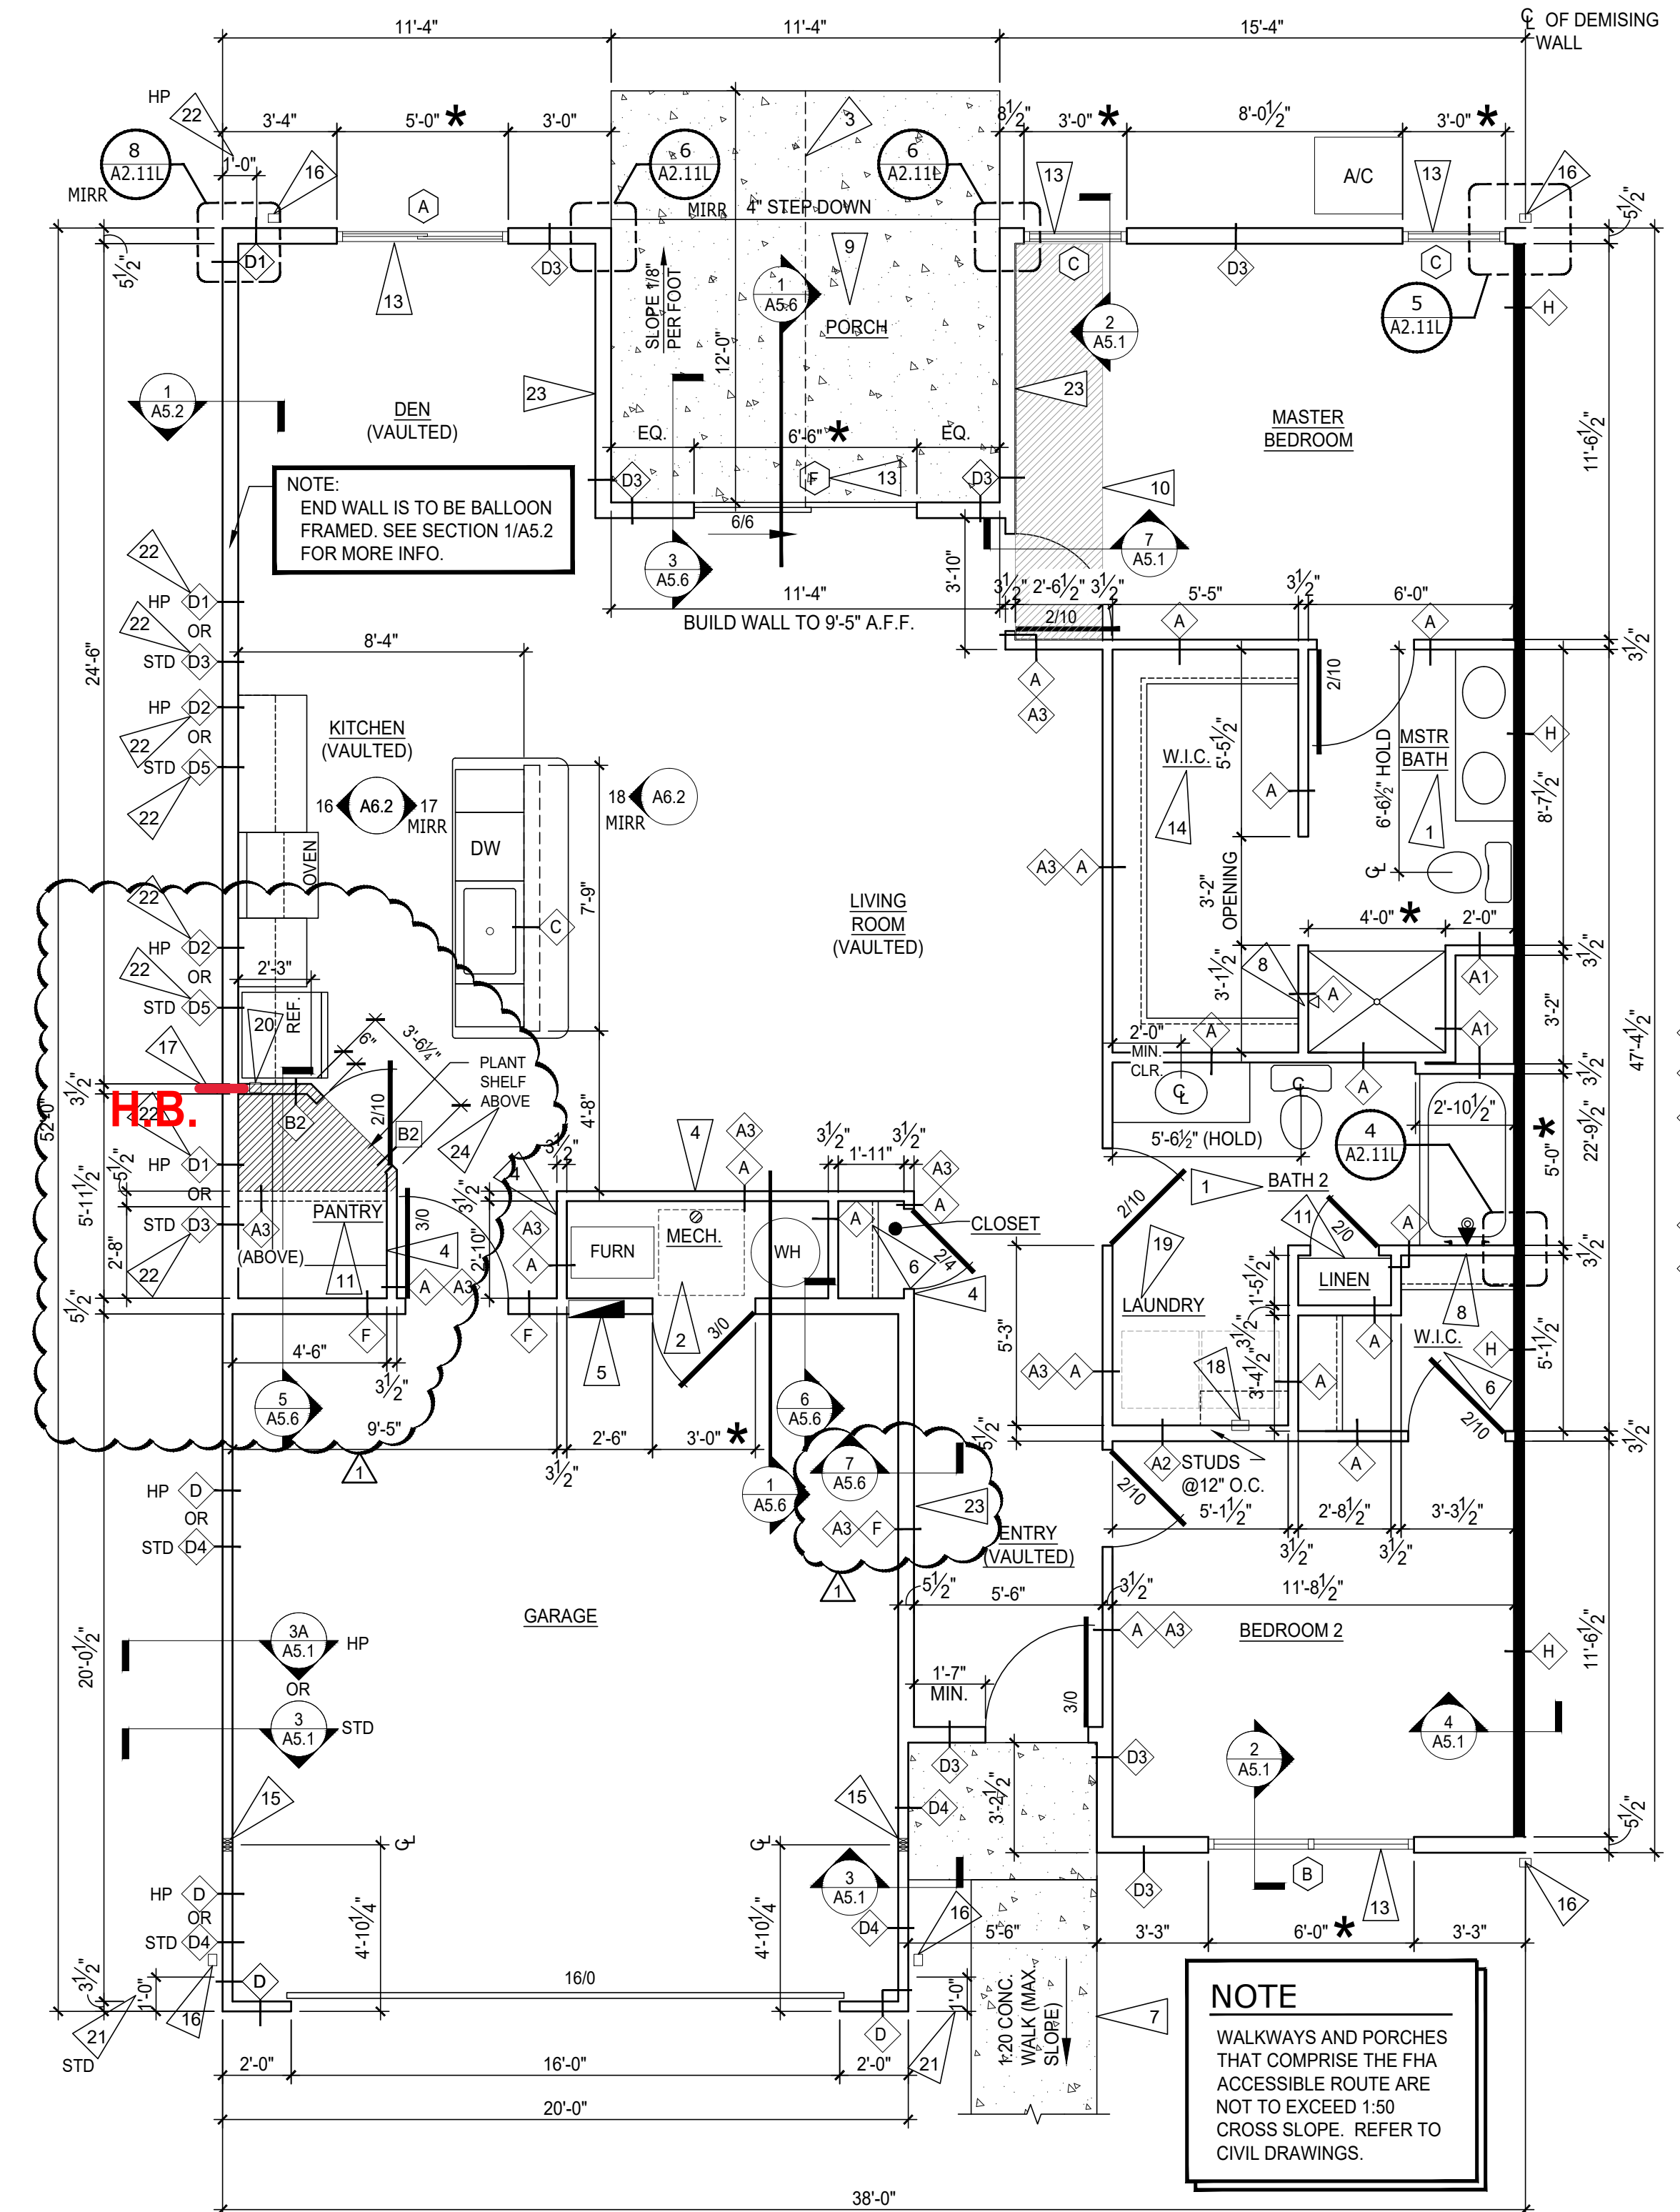 11'-4"
11'-4"
15'-4"
℄ OF DEMISING
WALL
HP
22
3'-4"
5'-0" *
3'-0"
3
8½"
3'-0" *
8'-0½"
3'-0" *
8
A2.11L
MIRR
1'-0"
16
6
A2.11L
MIRR
6
A2.11L
4" STEP DOWN
13
A/C
13
16
5½"
A
C
C
D1
13
D3
D3
5½"
SLOPE 1/8"
PER FOOT
12'-0"
9
1
A5.6
PORCH
2
A5.1
5
A2.11L
H
23
23
1
A5.2
DEN
(VAULTED)
EQ.
6'-6" *
EQ.
MASTER
BEDROOM
11'-6½"
NOTE:
END WALL IS TO BE BALLOON
FRAMED. SEE SECTION 1/A5.2
FOR MORE INFO.
D3
F
13
D3
10
6/6
3
A5.6
7
A5.1
3'-10"
22
HP
D1
OR
22
STD
D3
24'-6"
11'-4"
BUILD WALL TO 9'-5" A.F.F.
3½"
2'-6½"
3½"
5'-5"
3½"
6'-0"
2/10
A
A
3½"
8'-4"
HP
D2
OR
22
STD
D5
22
KITCHEN
(VAULTED)
A
A3
2/10
W.I.C.
5'-5½"
14
6'-6½" HOLD
MSTR
BATH
1
H
16
A6.2
17
MIRR
18
A6.2
MIRR
A
8'-7½"
47'-4½"
OVEN
DW
7'-9"
C
LIVING
ROOM
(VAULTED)
A3
A
3'-2"
OPENING
℄
4'-0" *
2'-0"
3½"
22
HP
D2
OR
22
STD
D5
2'-3"
REF.
20
3'-1½"
8
A
A1
A1
3'-2"
17
H.B.
6"
3'-6¼"
PLANT
SHELF
ABOVE
2'-0"
MIN.
CLR.
A
℄
℄
A
3½"
52'-0"
3½"
22
B2
2/10
B2
24
4'-8"
2'-10½"
5'-0" *
22'-9½"
HP
D1
OR
STD
D3
22
5'-11½"
5½"
2'-8"
5½"
A3
(ABOVE)
PANTRY
11
4
3/0
3½"
2'-10"
3½"
4
4
A3
A
A3
A
3½"
1'-11"
3½"
A3
A
A
5'-6½" (HOLD)
4
A2.11L
BATH 2
1
2/10
11
2/0
A
3½"
FURN
MECH.
WH
CLOSET
6
2/4
4
19
LAUNDRY
LINEN
1'-5½"
8
W.I.C.
6
2/10
H
5'-1½"
A
A3
F
F
2
5
3/0
5'-3"
3½"
A
3'-4½"
A
4'-6"
3½"
5
A5.6
6
A5.6
A3
A
18
9'-5"
2'-6"
3'-0" *
3½"
1
7
A5.6
5½"
3½"
A2
STUDS
@12" O.C.
A
HP
D
OR
STD
D4
1
A5.6
23
A3
F
ENTRY
(VAULTED)
2/10
5'-1½"
2'-8½"
3'-3½"
3½"
3½"
1
5½"
5'-6"
3½"
11'-8½"
GARAGE
A
A3
BEDROOM 2
H
11'-6½"
3A
A5.1
HP
OR
3
A5.1
STD
20'-0½"
1'-7"
MIN.
3/0
D3
D3
2
A5.1
4
A5.1
15
15
D4
3'-2½"
℄
℄
5½"
3
A5.1
HP
D
OR
STD
D4
4'-10¼"
4'-10¼"
D4
16
D3
B
13
16
5'-6"
3'-3"
6'-0" *
3'-3"
3½"
1'-0"
16
D
21
STD
16/0
1'-0"
D
21
1:20 CONC.
WALK (MAX.
SLOPE)
7
2'-0"
16'-0"
2'-0"
20'-0"
NOTE
WALKWAYS AND PORCHES
THAT COMPRISE THE FHA
ACCESSIBLE ROUTE ARE
NOT TO EXCEED 1:50
CROSS SLOPE. REFER TO
CIVIL DRAWINGS.
38'-0"